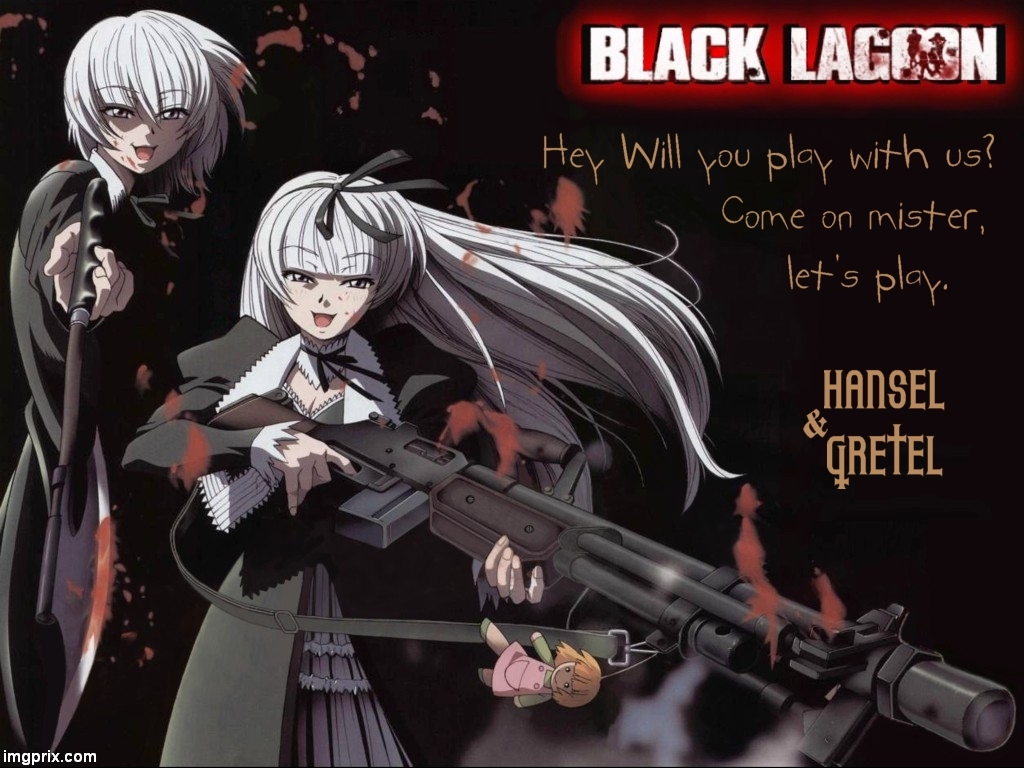 BLACK LAGOON
Hey Will you play with us?
Come on mister,
let's play.
HANSEL
&
GRETEL
imgprix.com